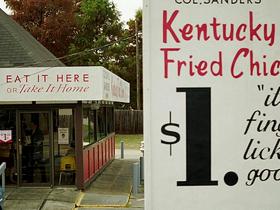 EAT IT HERE
OR Take It Home
COL. SANDERS'
Kentucky
Fried Chic
"it
fing
lick
goo
$1.